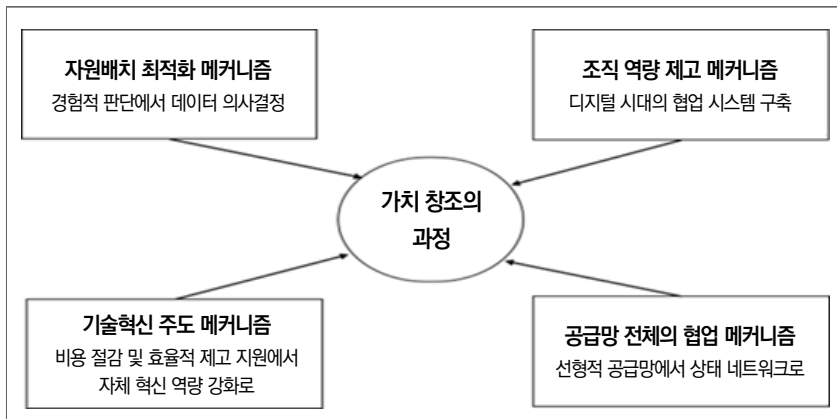 자원배치 최적화 메커니즘
경험적 판단에서 데이터 의사결정
조직 역량 제고 메커니즘
디지털 시대의 협업 시스템 구축
가치 창조의
과정
기술혁신 주도 메커니즘
비용 절감 및 효율적 제고 지원에서
자체 혁신 역량 강화로
공급망 전체의 협업 메커니즘
선형적 공급망에서 상태 네트워크로